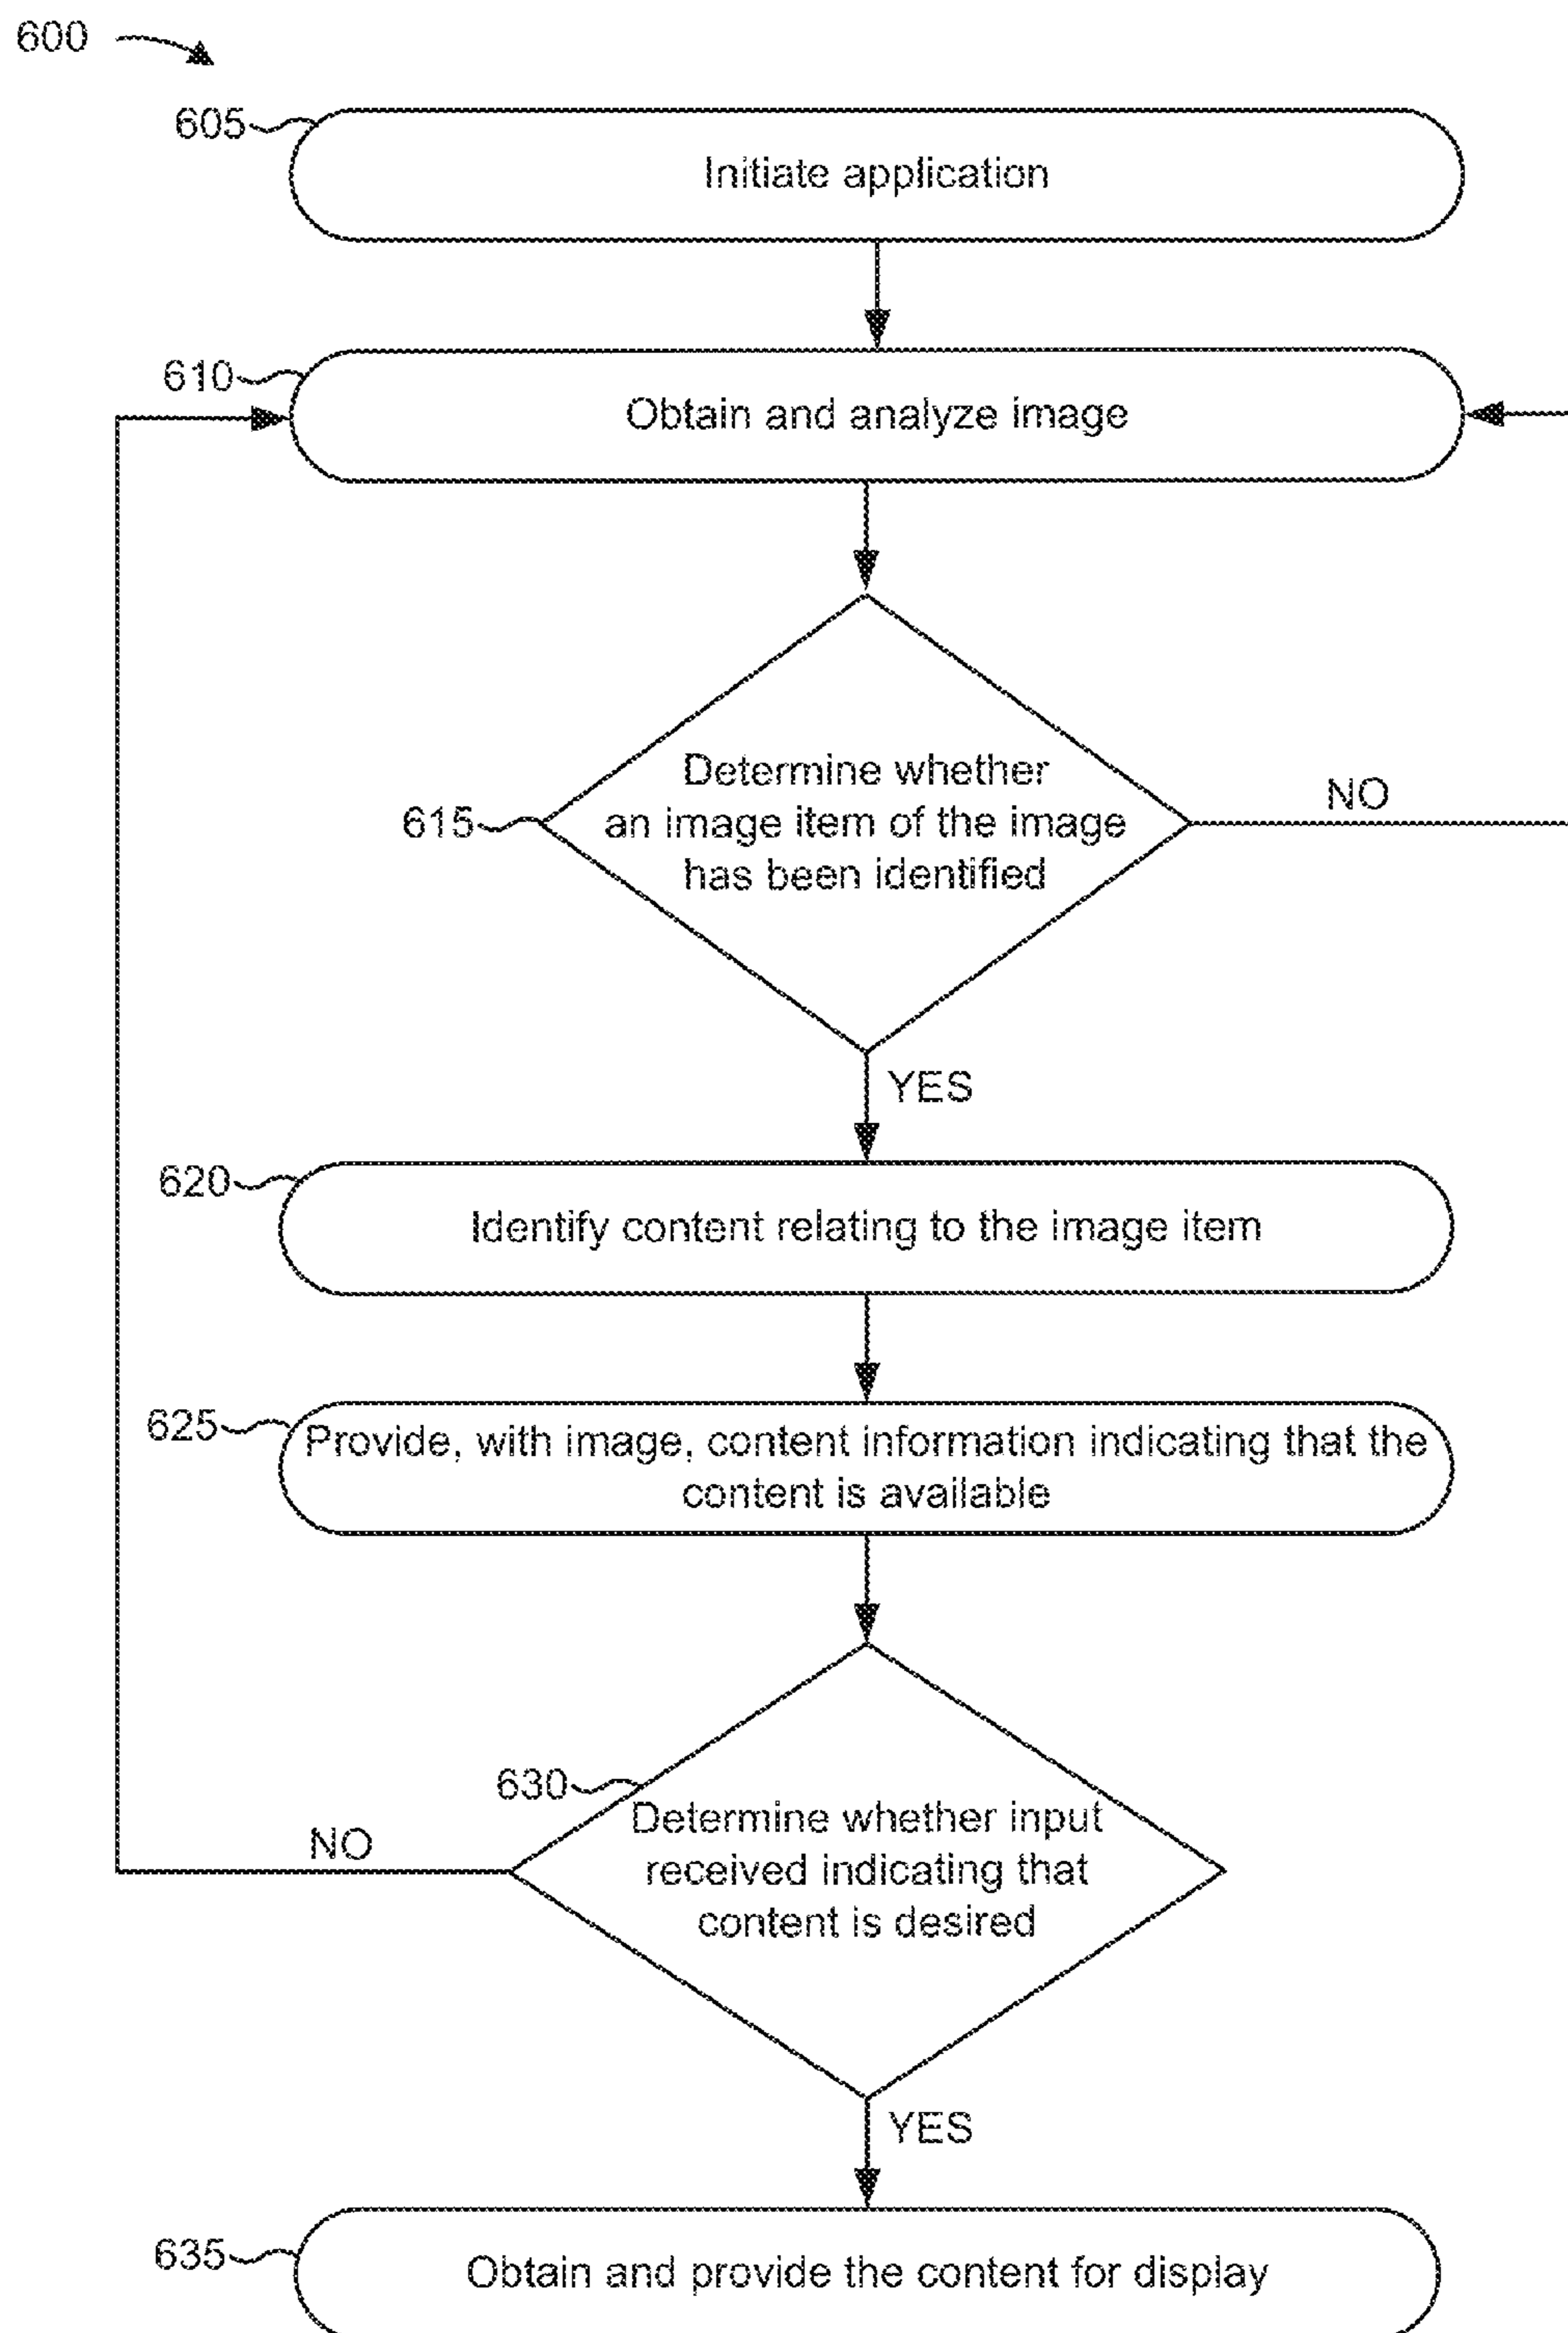 600
605
Initiate application
610
Obtain and analyze image
Determine whether
an image item of the image
has been identified
615
NO
YES
620
Identify content relating to the image item
625
Provide, with image, content information indicating that the
content is available
630
Determine whether input
received indicating that
content is desired
NO
YES
635
Obtain and provide the content for display